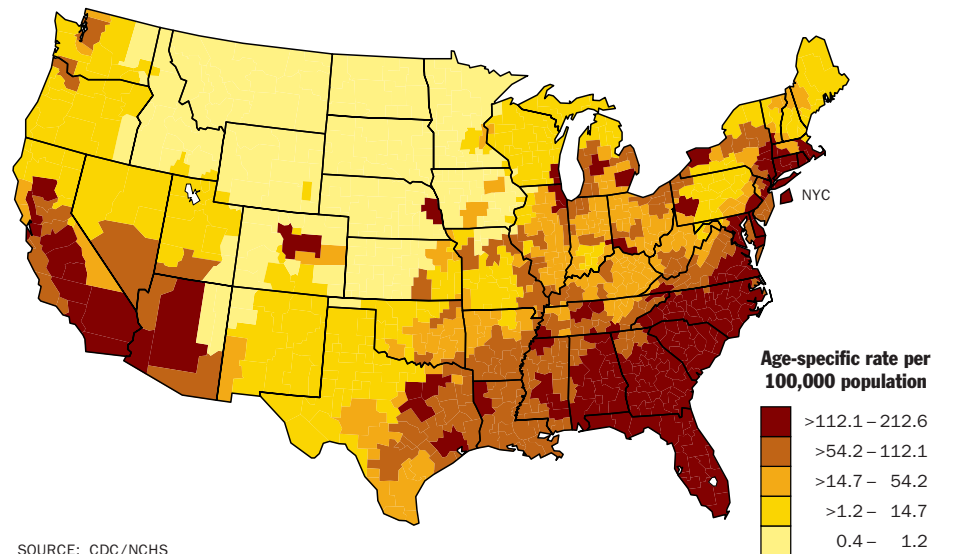 NYC
Age-specific rate per
100,000 population
>112.1 – 212.6
>54.2 – 112.1
>14.7 – 54.2
>1.2 – 14.7
0.4 – 1.2
SOURCE: CDC/NCHS